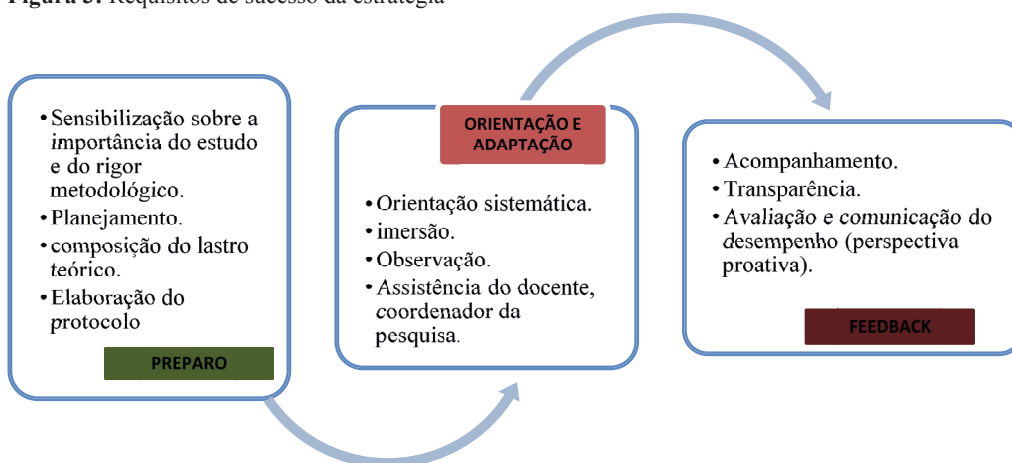 Figura 3: Requisitos de sucesso da estratégia
• Sensibilização sobre a
importância do estudo
e do rigor
metodológico.
• Planejamento.
• composição do lastro
teórico.
• Elaboração do
protocolo
PREPARO
ORIENTAÇÃO E
ADAPTAÇÃO
• Orientação sistemática.
• imersão.
• Observação.
• Assistência do docente,
coordenador da
pesquisa.
• Acompanhamento.
• Transparência.
• Avaliação e comunicação do
desempenho (perspectiva
proativa).
FEEDBACK